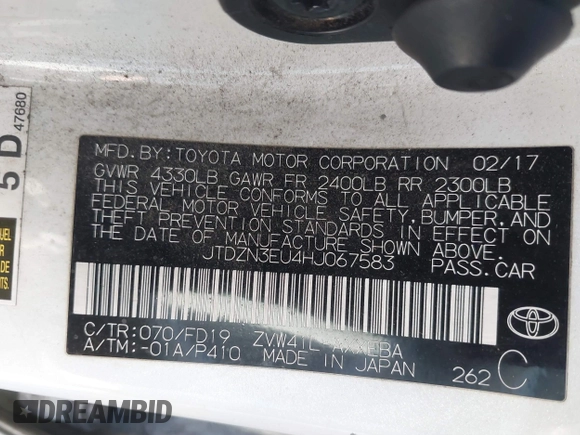 5 D
47680
MFD. BY: TOYOTA MOTOR CORPORATION 02/17
GVWR 4330LB GAWR FR 2400LB RR 2300LB
THIS VEHICLE CONFORMS TO ALL APPLICABLE
FEDERAL MOTOR VEHICLE SAFETY, BUMPER, AND
THEFT PREVENTION STANDARDS IN EFFECT ON
THE DATE OF MANUFACTURE SHOWN ABOVE.
JTDZN3EU4HJ067583 PASS. CAR
C/TR: 070/FD19 ZVW41L-
A/TM: -01A/P410 MADE IN JAPAN
262 C
TOYOTA
DREAMBID